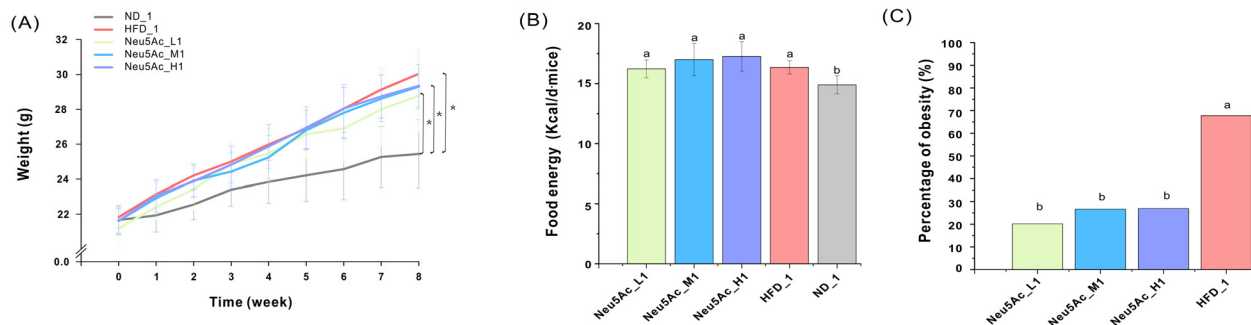 (A)
ND_1
HFD_1
Neu5Ac_L1
Neu5Ac_M1
Neu5Ac_H1
Weight (g)
32
30
28
26
24
22
0.0
* * *
0 1 2 3 4 5 6 7 8
Time (week)
(B)
Food energy (Kcal/d·mice)
20
15
10
5
0
a a a a b
Neu5Ac_L1 Neu5Ac_M1 Neu5Ac_H1 HFD_1 ND_1
(C)
Percentage of obesity (%)
100
90
80
70
60
50
40
30
20
10
0
b b b a
Neu5Ac_L1 Neu5Ac_M1 Neu5Ac_H1 HFD_1